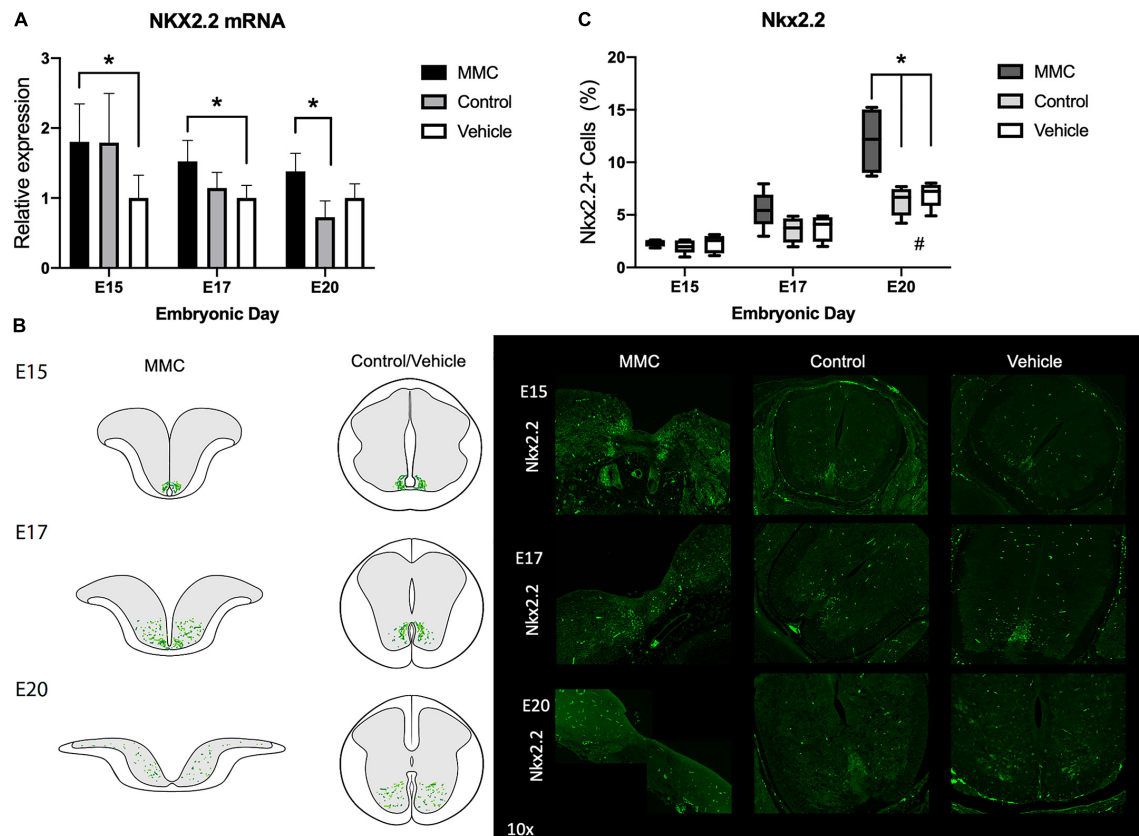 A
NKX2.2 mRNA
Relative expression
3
2
1
0
*
*
*
E15
E17
E20
Embryonic Day
MMC
Control
Vehicle
C
Nkx2.2
Nkx2.2+ Cells (%)
20
15
10
5
0
*
#
E15
E17
E20
Embryonic Day
MMC
Control
Vehicle
B
MMC
Control/Vehicle
E15
E17
E20
MMC
Control
Vehicle
E15
Nkx2.2
E17
Nkx2.2
E20
Nkx2.2
10x